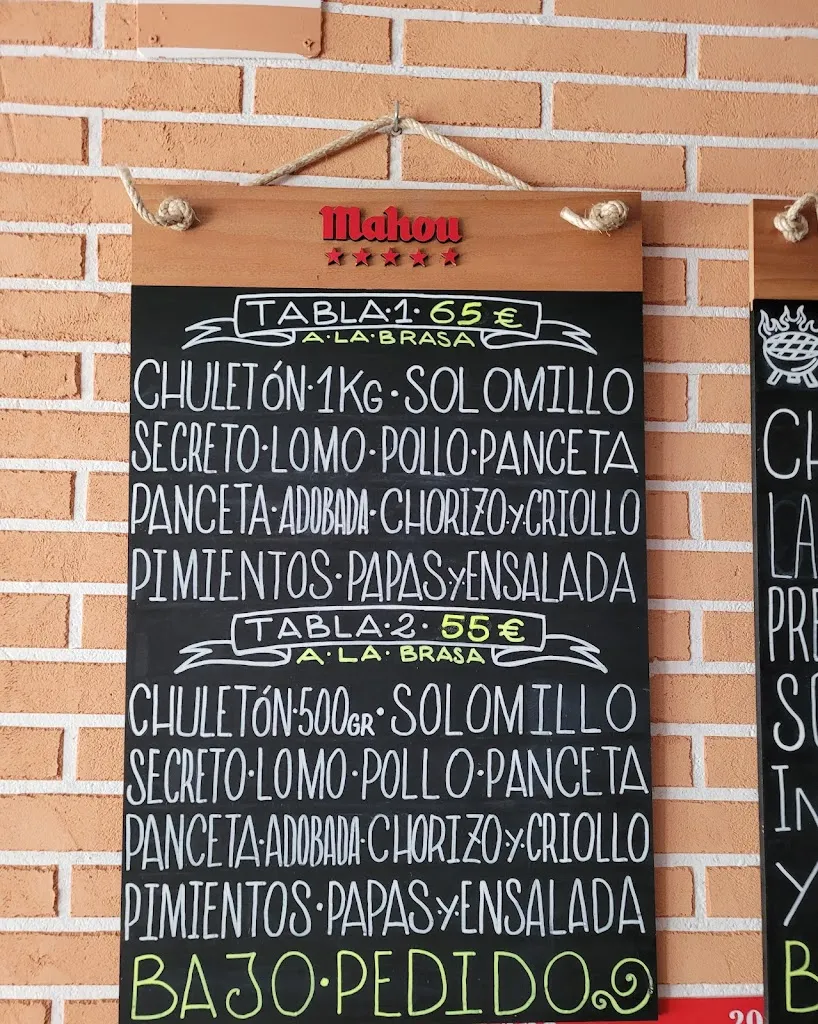 Mahou
TABLA·1· 65 €
A·LA·BRASA
CHULETÓN·1KG·SOLOMILLO
SECRETO·LOMO·POLLO·PANCETA
PANCETA·ADOBADA·CHORIZO·Y·CRIOLLO
PIMIENTOS·PAPAS·Y·ENSALADA
TABLA·2· 55 €
A·LA·BRASA
CHULETÓN·500GR·SOLOMILLO
SECRETO·LOMO·POLLO·PANCETA
PANCETA·ADOBADA·CHORIZO·Y·CRIOLLO
PIMIENTOS·PAPAS·Y·ENSALADA
BAJO·PEDIDO
LA
Y
20